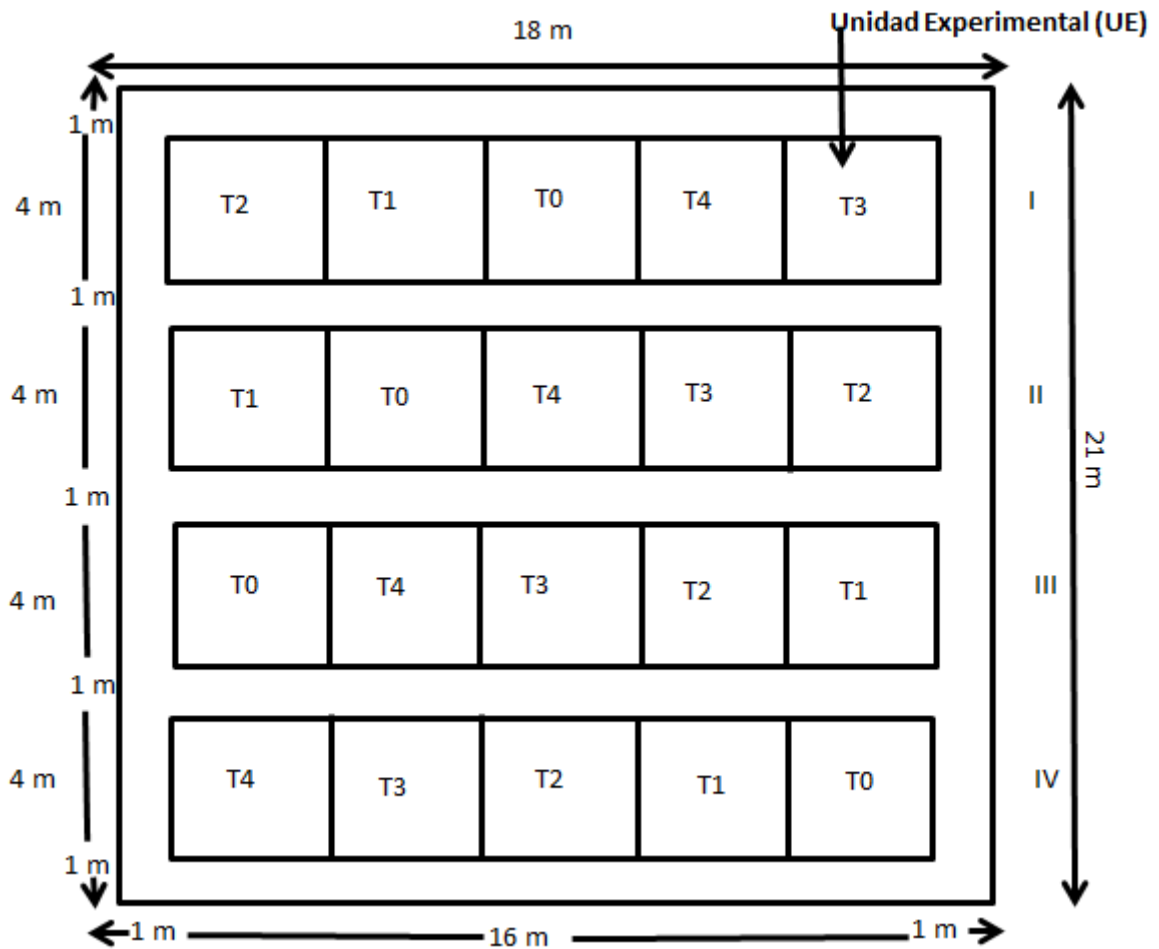 Unidad Experimental (UE)
18 m
1 m
4 m
T2 T1 T0 T4 T3
I
1 m
4 m
T1 T0 T4 T3 T2
II
21 m
1 m
4 m
T0 T4 T3 T2 T1
III
1 m
4 m
T4 T3 T2 T1 T0
IV
1 m
1 m 16 m 1 m